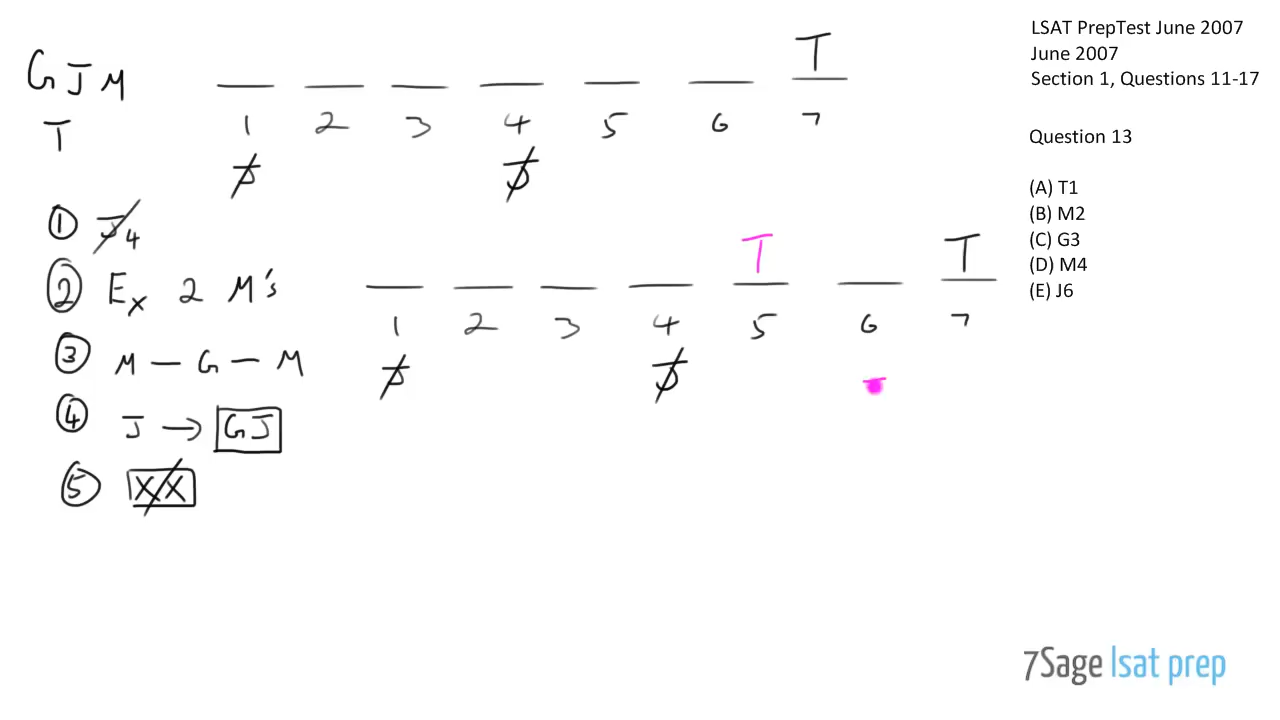 G J M
T
T
1 2 3 4 5 6 7
J J
① J4
② Ex 2 M's
③ M — G — M
④ J → GJ
⑤ XX
T T
1 2 3 4 5 6 7
J J
LSAT PrepTest June 2007
June 2007
Section 1, Questions 11-17
Question 13
(A) T1
(B) M2
(C) G3
(D) M4
(E) J6
7Sage lsat prep